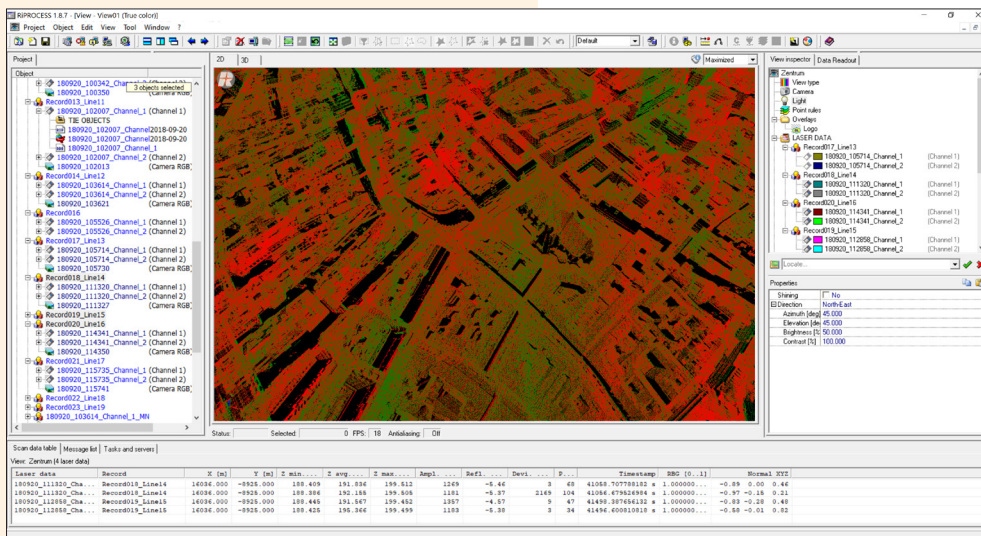 RiPROCESS 1.8.7 - [View - View01 (True color)]
Project Object Edit View Tool Window ?
Default
Project
Object
180920_100342_Channel_2 (Channel 2)
3 objects selected
180920_100350 (Camera RGB)
Record013_Line11
180920_102007_Channel_1 (Channel 1)
TIE OBJECTS
180920_102007_Channel 2018-09-20
180920_102007_Channel 2018-09-20
180920_102007_Channel_1
180920_102007_Channel_2 (Channel 2)
180920_102013 (Camera RGB
Record014_Line12
180920_103614_Channel_1 (Channel 1)
180920_103614_Channel_2 (Channel 2)
180920_103621 (Camera RGB
Record016
180920_105526_Channel_1 (Channel 1)
180920_105526_Channel_2 (Channel 2)
Record017_Line13
180920_105714_Channel_1 (Channel 1)
180920_105714_Channel_2 (Channel 2)
180920_105730 (Camera RGB
Record018_Line14
180920_111320_Channel_1 (Channel 1)
180920_111320_Channel_2 (Channel 2)
180920_111327 (Camera RGB
Record019_Line15
Record020_Line16
180920_114341_Channel_1 (Channel 1)
180920_114341_Channel_2 (Channel 2)
180920_114350 (Camera RGB
Record021_Line17
180920_115735_Channel_1 (Channel 1)
180920_115735_Channel_2 (Channel 2)
180920_115741 (Camera RGB
Record022_Line18
Record023_Line19
180920_103614_Channel_1_MN
2D 3D Maximized
Status: Selected: 0 FPS: 18 Antialiasing: Off
View inspector Data Readout
Zentrum
View type
Camera
Light
Point rules
Overlays
Logo
LASER DATA
Record017_Line13
180920_105714_Channel_1 (Channel 1)
180920_105714_Channel_2 (Channel 2)
Record018_Line14
180920_111320_Channel_1 (Channel 1)
180920_111320_Channel_2 (Channel 2)
Record020_Line16
180920_114341_Channel_1 (Channel 1)
180920_114341_Channel_2 (Channel 2)
Record019_Line15
180920_112858_Channel_1 (Channel 1)
180920_112858_Channel_2 (Channel 2)
Locate...
Properties
Shining No
Direction North-East
Azimuth [deg] 45.000
Elevation [de 45.000
Brightness [% 50.000
Contrast [%] 100.000
Scan data table Message list Tasks and servers
View: Zentrum (4 laser data)
Laser data Record X [m] Y [m] Z min.... Z avg.... Z max.... Ampl. ... Refl. ... Devi. ... P... Timestamp RBG [0..1] Normal XYZ
180920_111320_Cha... Record018_Line14 16036.000 -8925.000 188.409 191.836 199.512 1269 -5.46 3 68 41058.707788182 s 1.000000... -0.89 0.00 0.46
180920_111320_Cha... Record018_Line14 16036.000 -8925.000 188.386 192.155 199.505 1181 -5.37 2169 104 41056.679526984 s 1.000000... -0.97 -0.15 0.21
180920_112858_Cha... Record019_Line15 16036.000 -8925.000 188.445 191.567 199.452 1357 -4.57 9 47 41498.387656132 s 1.000000... -0.83 -0.28 0.48
180920_112858_Cha... Record019_Line15 16036.000 -8925.000 188.425 195.366 199.499 1183 -5.38 3 34 41496.600810818 s 1.000000... -0.58 -0.01 0.82